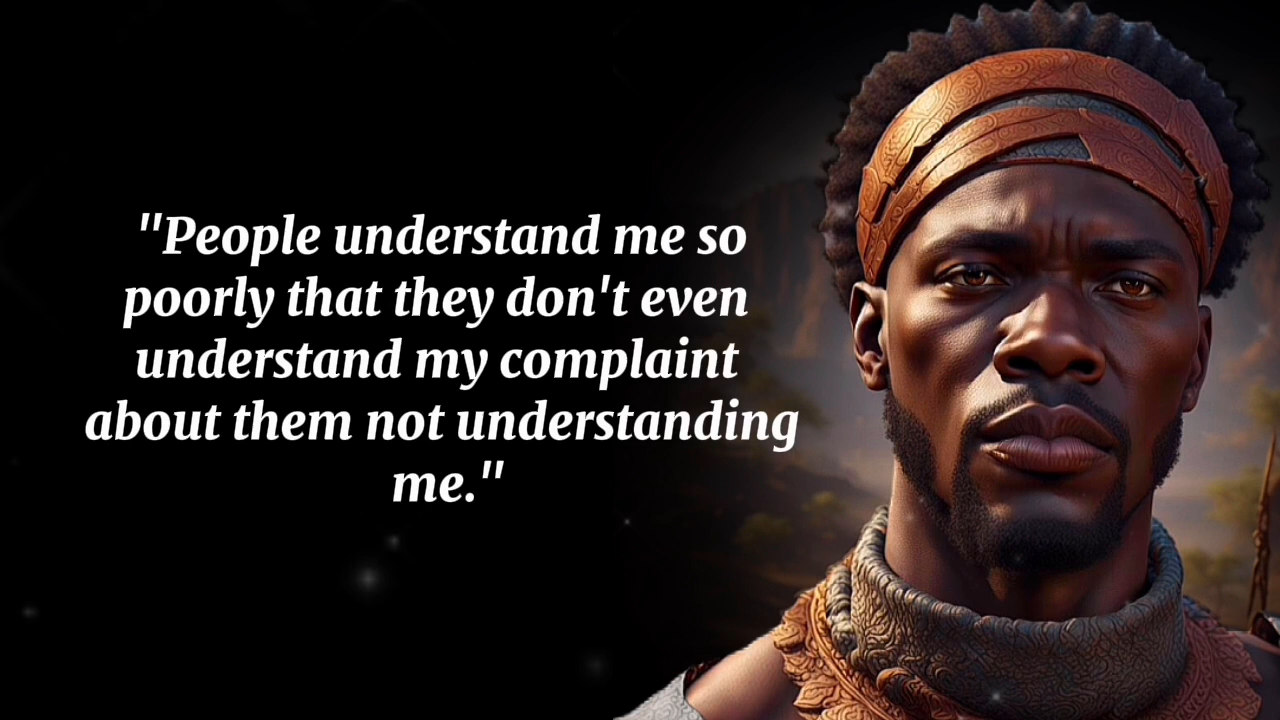 "People understand me so
poorly that they don't even
understand my complaint
about them not understanding
me."